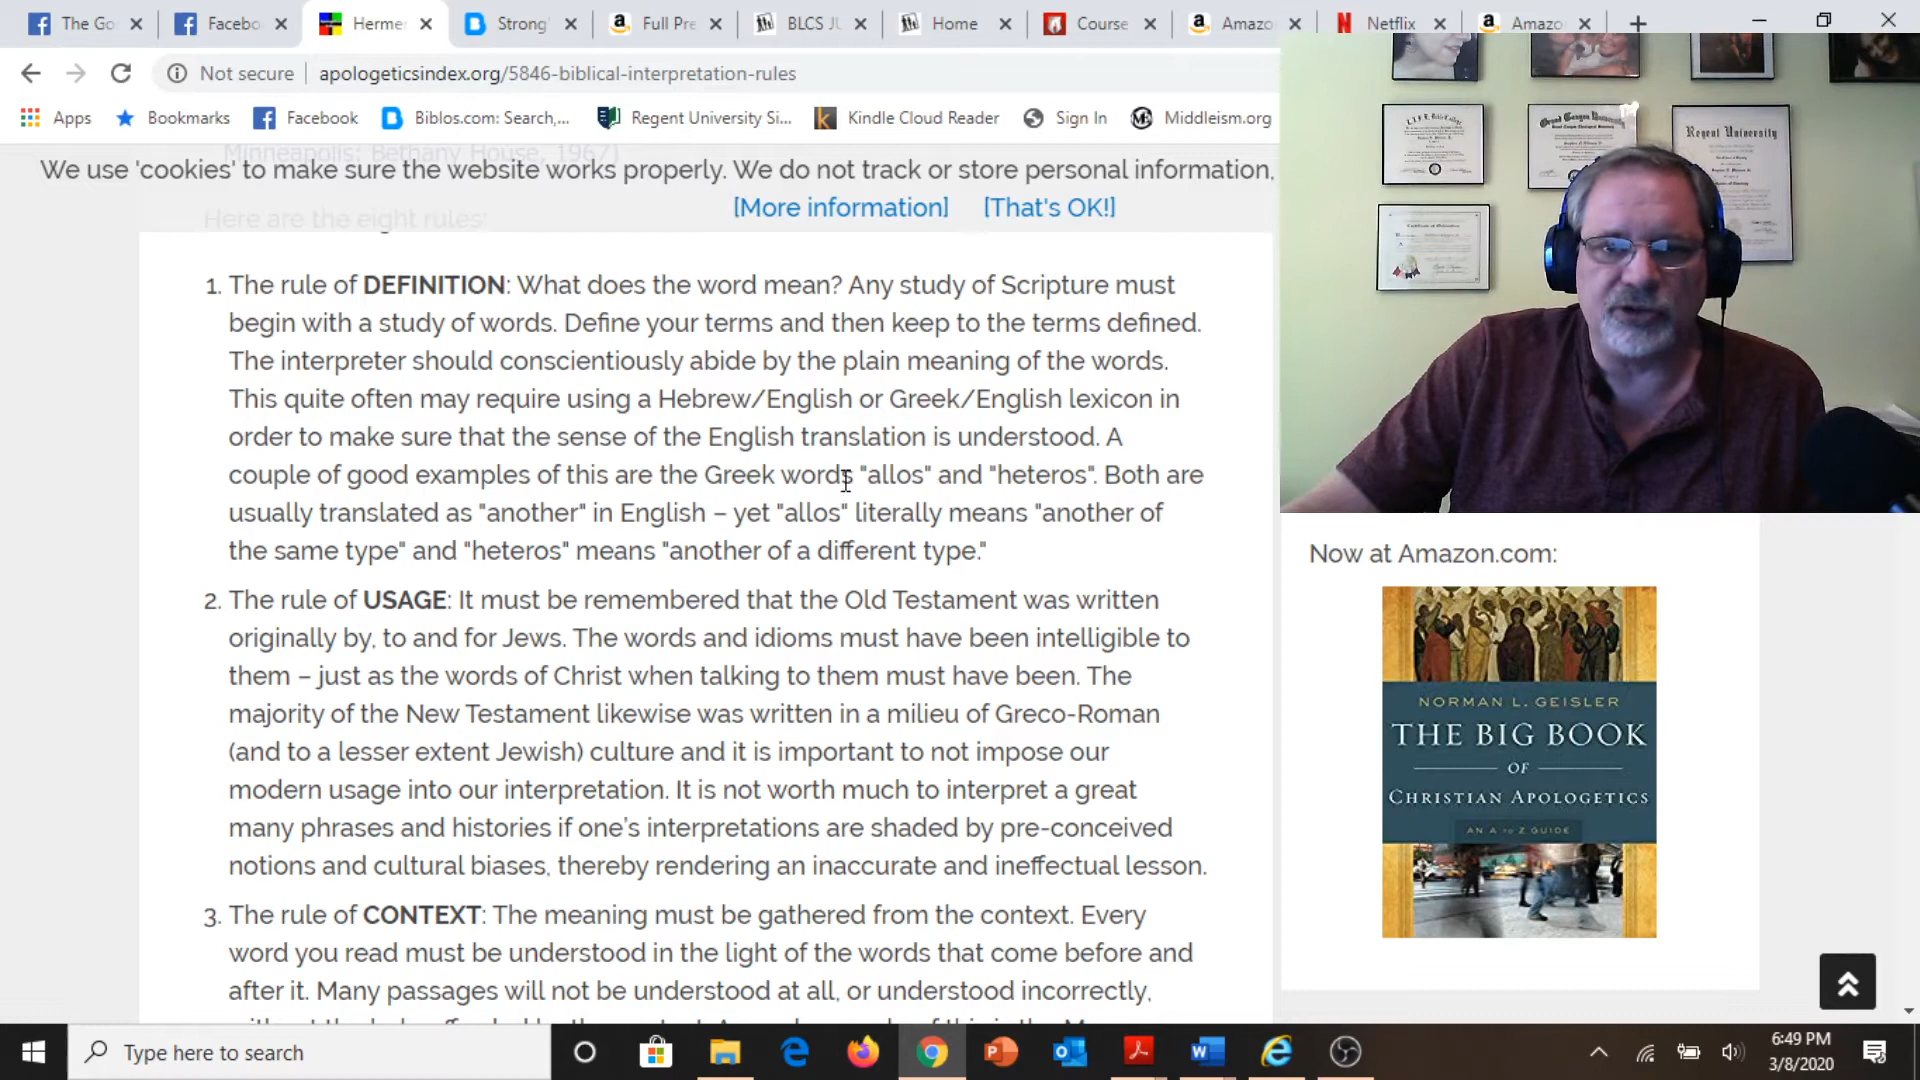 The Go
Facebo
Hermen
Strong'
Full Pre
BLCS JU
Home
Course
Amazo
Netflix
Amazo
Not secure
apologeticsindex.org/5846-biblical-interpretation-rules
Apps
Bookmarks
Facebook
Biblos.com: Search,...
Regent University Si...
Kindle Cloud Reader
Sign In
Middleism.org
Minneapolis: Bethany House, 1967)
We use 'cookies' to make sure the website works properly. We do not track or store personal information,
[More information] [That's OK!]
Here are the eight rules:
1. The rule of DEFINITION: What does the word mean? Any study of Scripture must
begin with a study of words. Define your terms and then keep to the terms defined.
The interpreter should conscientiously abide by the plain meaning of the words.
This quite often may require using a Hebrew/English or Greek/English lexicon in
order to make sure that the sense of the English translation is understood. A
couple of good examples of this are the Greek words "allos" and "heteros". Both are
usually translated as "another" in English – yet "allos" literally means "another of
the same type" and "heteros" means "another of a different type."
2. The rule of USAGE: It must be remembered that the Old Testament was written
originally by, to and for Jews. The words and idioms must have been intelligible to
them – just as the words of Christ when talking to them must have been. The
majority of the New Testament likewise was written in a milieu of Greco-Roman
(and to a lesser extent Jewish) culture and it is important to not impose our
modern usage into our interpretation. It is not worth much to interpret a great
many phrases and histories if one's interpretations are shaded by pre-conceived
notions and cultural biases, thereby rendering an inaccurate and ineffectual lesson.
3. The rule of CONTEXT: The meaning must be gathered from the context. Every
word you read must be understood in the light of the words that come before and
after it. Many passages will not be understood at all, or understood incorrectly,
Grand Canyon University
Regent University
Now at Amazon.com:
NORMAN L. GEISLER
THE BIG BOOK
OF
CHRISTIAN APOLOGETICS
AN A TO Z GUIDE
Type here to search
6:49 PM
3/8/2020